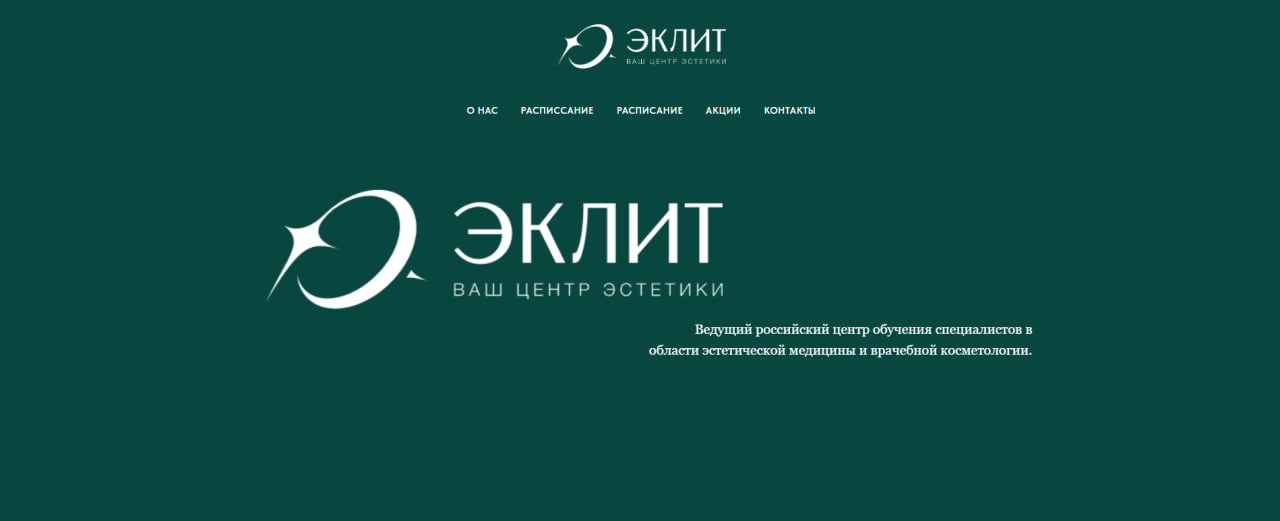 ЭКЛИТ
ВАШ ЦЕНТР ЭСТЕТИКИ
О НАС РАСПИССАНИЕ РАСПИСАНИЕ АКЦИИ КОНТАКТЫ
ЭКЛИТ
ВАШ ЦЕНТР ЭСТЕТИКИ
Ведущий российский центр обучения специалистов в
области эстетической медицины и врачебной косметологии.